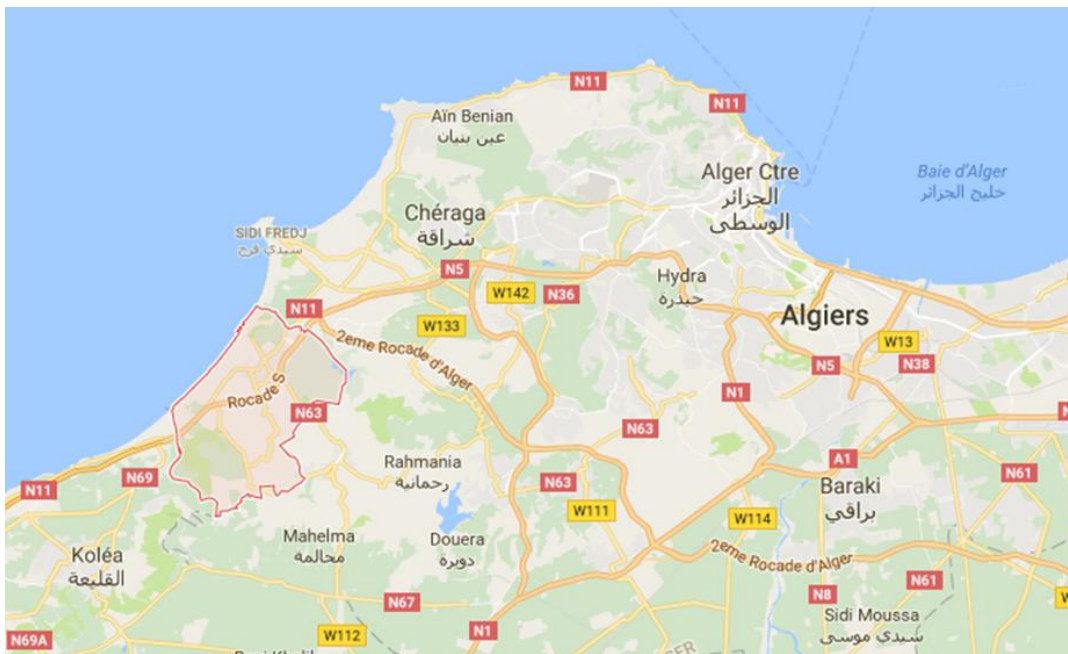 N11
N11
Aïn Benian
عين بنيان
Alger Ctre
الجزائر
الوسطى
Baie d'Alger
خليج الجزائر
Chéraga
شراقة
SIDI FREDJ
سيدي فرج
N5
Hydra
حيدرة
W142
N36
N11
W133
2eme Rocade d'Alger
Algiers
W13
N5
N38
Rocade S
N1
N63
N63
N11
N69
Rahmania
رحمانية
N63
A1
N61
Baraki
براقي
W111
W114
Koléa
القليعة
Mahelma
محالمة
Douera
دويرة
2eme Rocade d'Alger
N61
N67
N8
Sidi Moussa
سيدي موسى
N1
W112
N69A